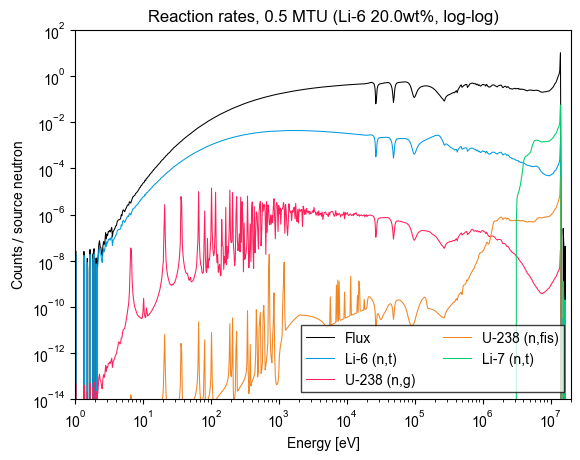 Reaction rates, 0.5 MTU (Li-6 20.0wt%, log-log)
Counts / source neutron
10^2
10^0
10^−2
10^−4
10^−6
10^−8
10^−10
10^−12
10^−14
Flux
Li-6 (n,t)
U-238 (n,g)
U-238 (n,fis)
Li-7 (n,t)
10^0 10^1 10^2 10^3 10^4 10^5 10^6 10^7
Energy [eV]